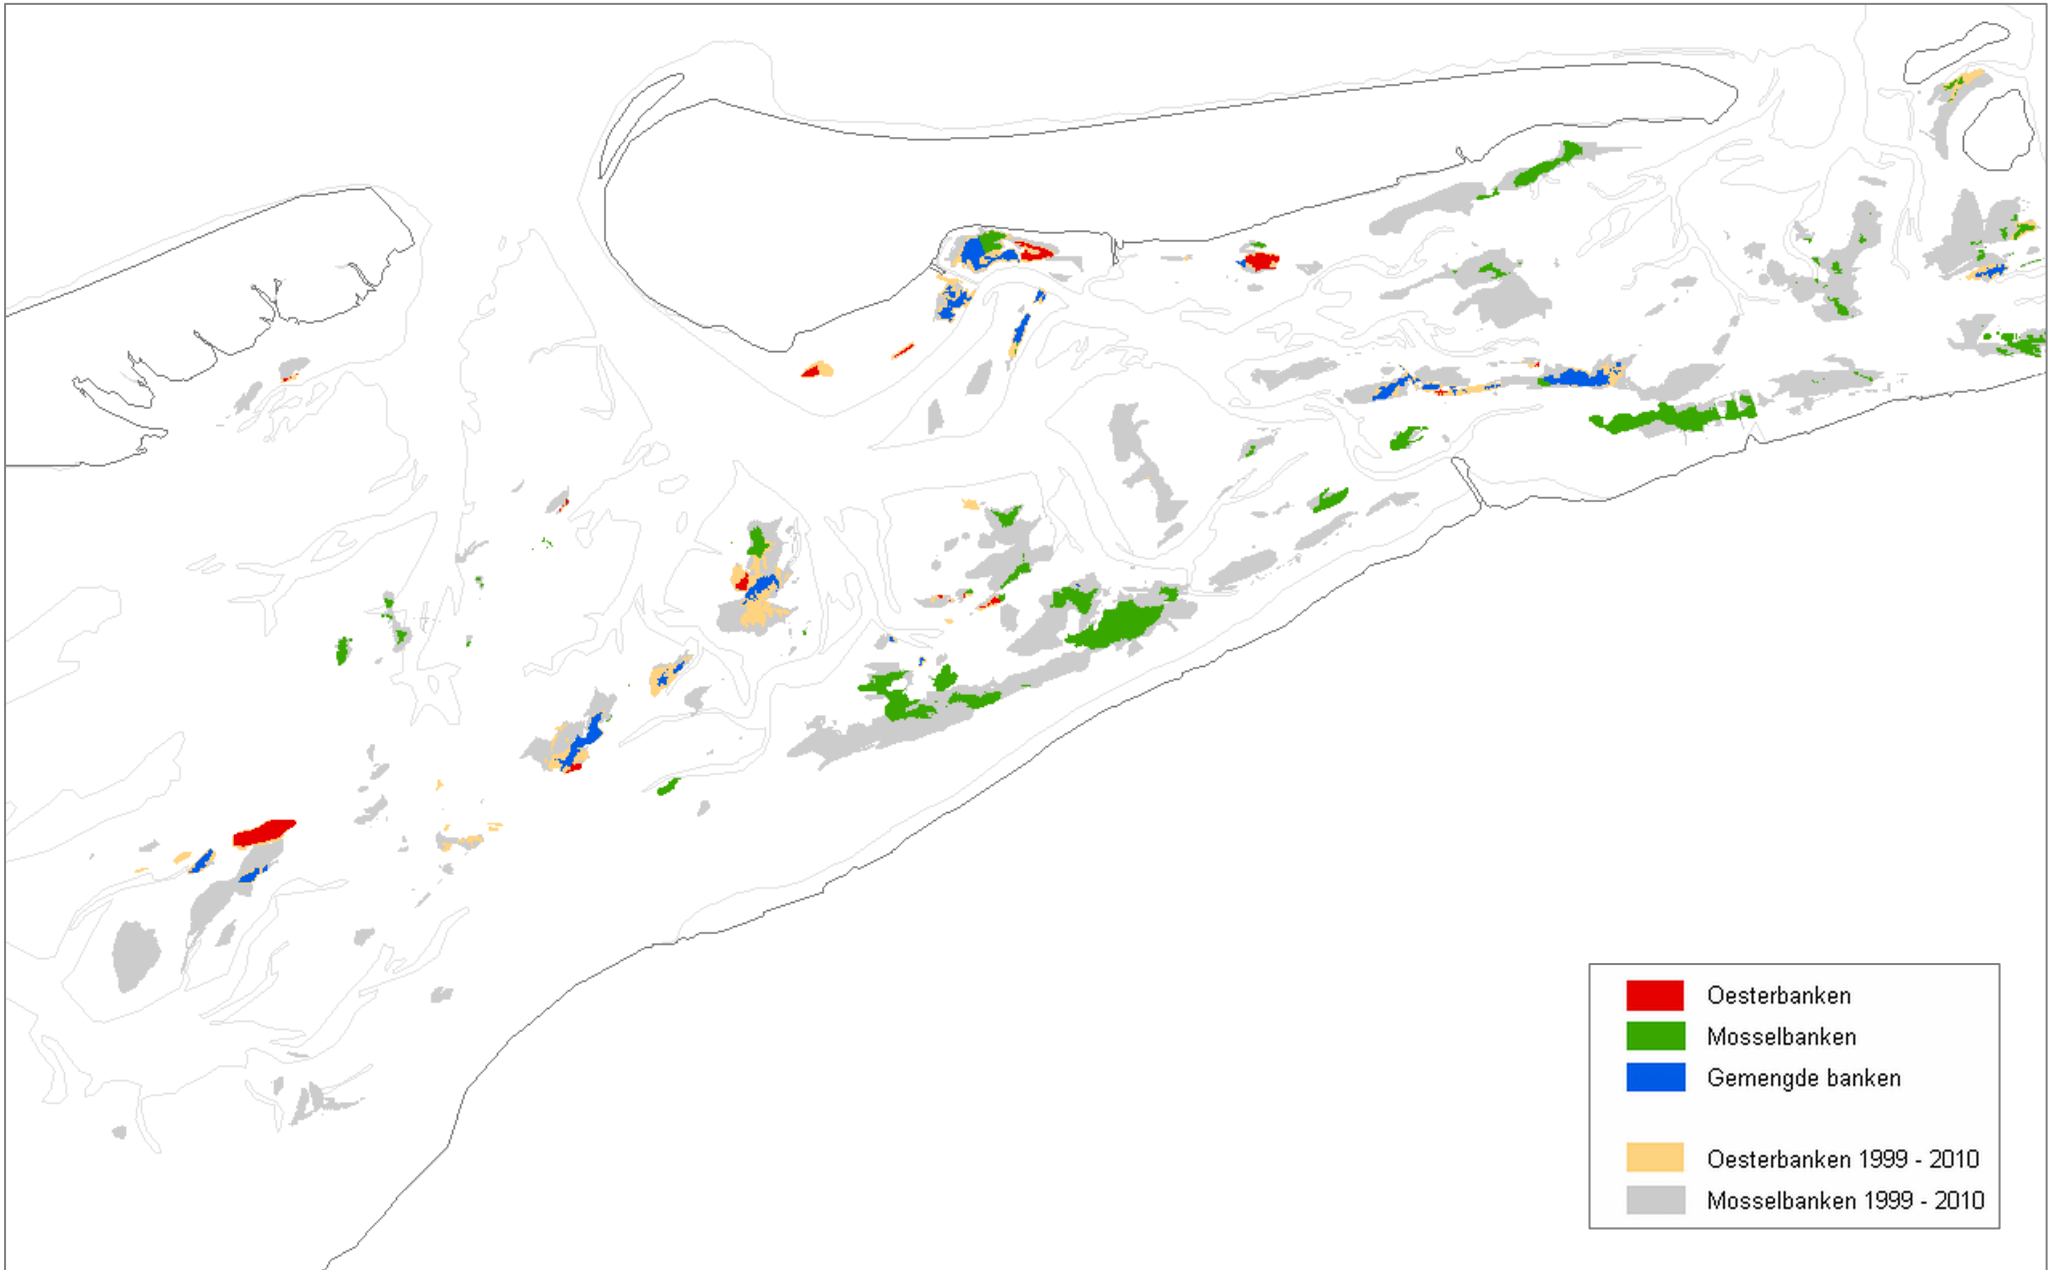 Oesterbanken
Mosselbanken
Gemengde banken
Oesterbanken 1999 - 2010
Mosselbanken 1999 - 2010